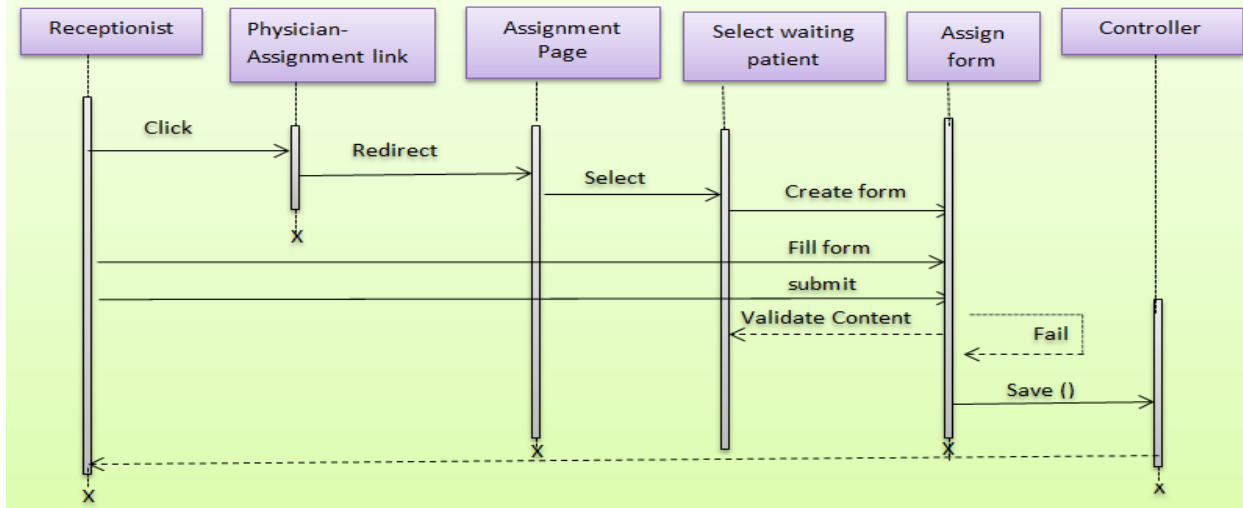 Receptionist
Physician-
Assignment link
Assignment
Page
Select waiting
patient
Assign
form
Controller
Click
Redirect
Select
Create form
Fill form
submit
Validate Content
Fail
Save ()
X
X
X
X
X